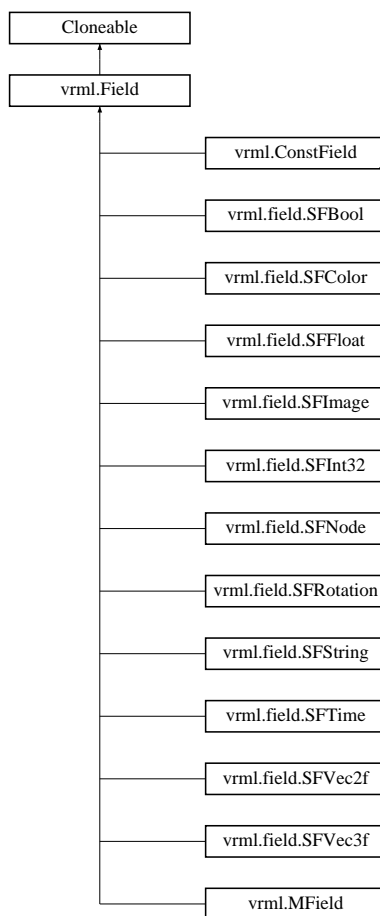 Cloneable
vrml.Field
vrml.ConstField
vrml.field.SFBool
vrml.field.SFColor
vrml.field.SFFloat
vrml.field.SFImage
vrml.field.SFInt32
vrml.field.SFNode
vrml.field.SFRotation
vrml.field.SFString
vrml.field.SFTime
vrml.field.SFVec2f
vrml.field.SFVec3f
vrml.MField